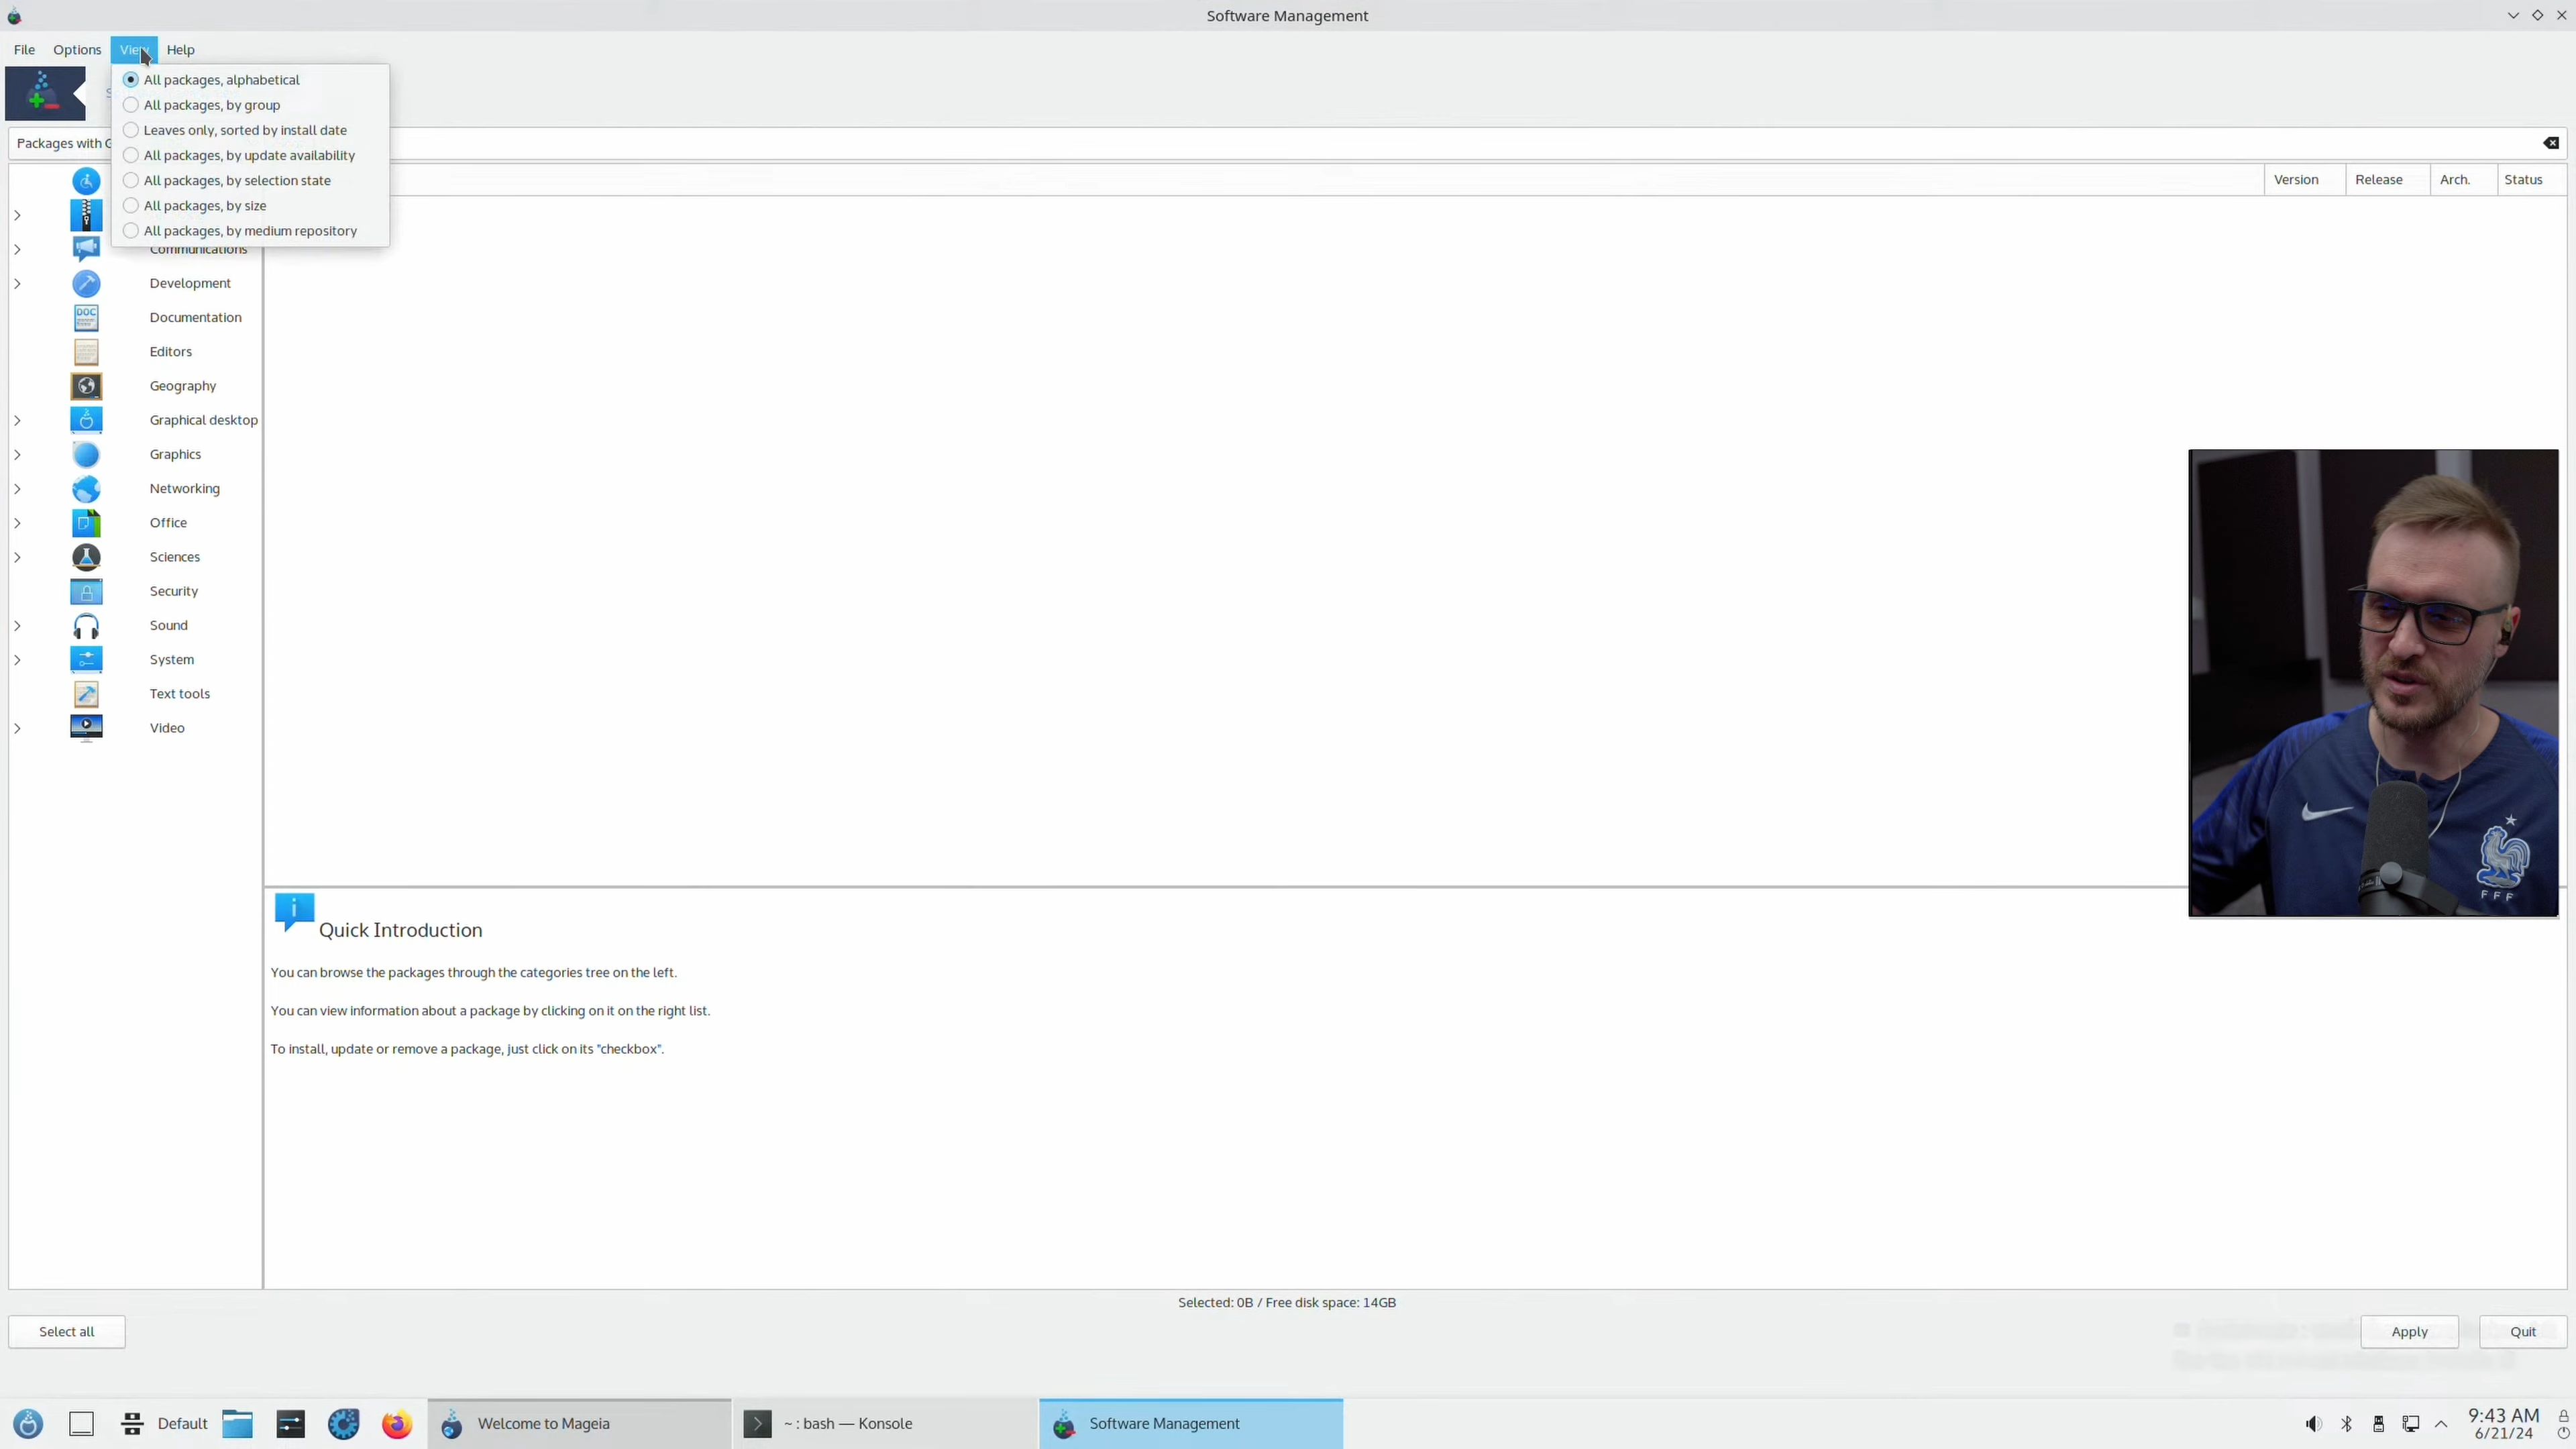 Software Management
File Options View Help
All packages, alphabetical
All packages, by group
Leaves only, sorted by install date
All packages, by update availability
All packages, by selection state
All packages, by size
All packages, by medium repository
Packages with
Version Release Arch. Status
Communications
Development
Documentation
Editors
Geography
Graphical desktop
Graphics
Networking
Office
Sciences
Security
Sound
System
Text tools
Video
FFF
Quick Introduction
You can browse the packages through the categories tree on the left.
You can view information about a package by clicking on it on the right list.
To install, update or remove a package, just click on its "checkbox".
Selected: 0B / Free disk space: 14GB
Select all
Apply Quit
Default
Welcome to Mageia
~ : bash — Konsole
Software Management
9:43 AM
6/21/24